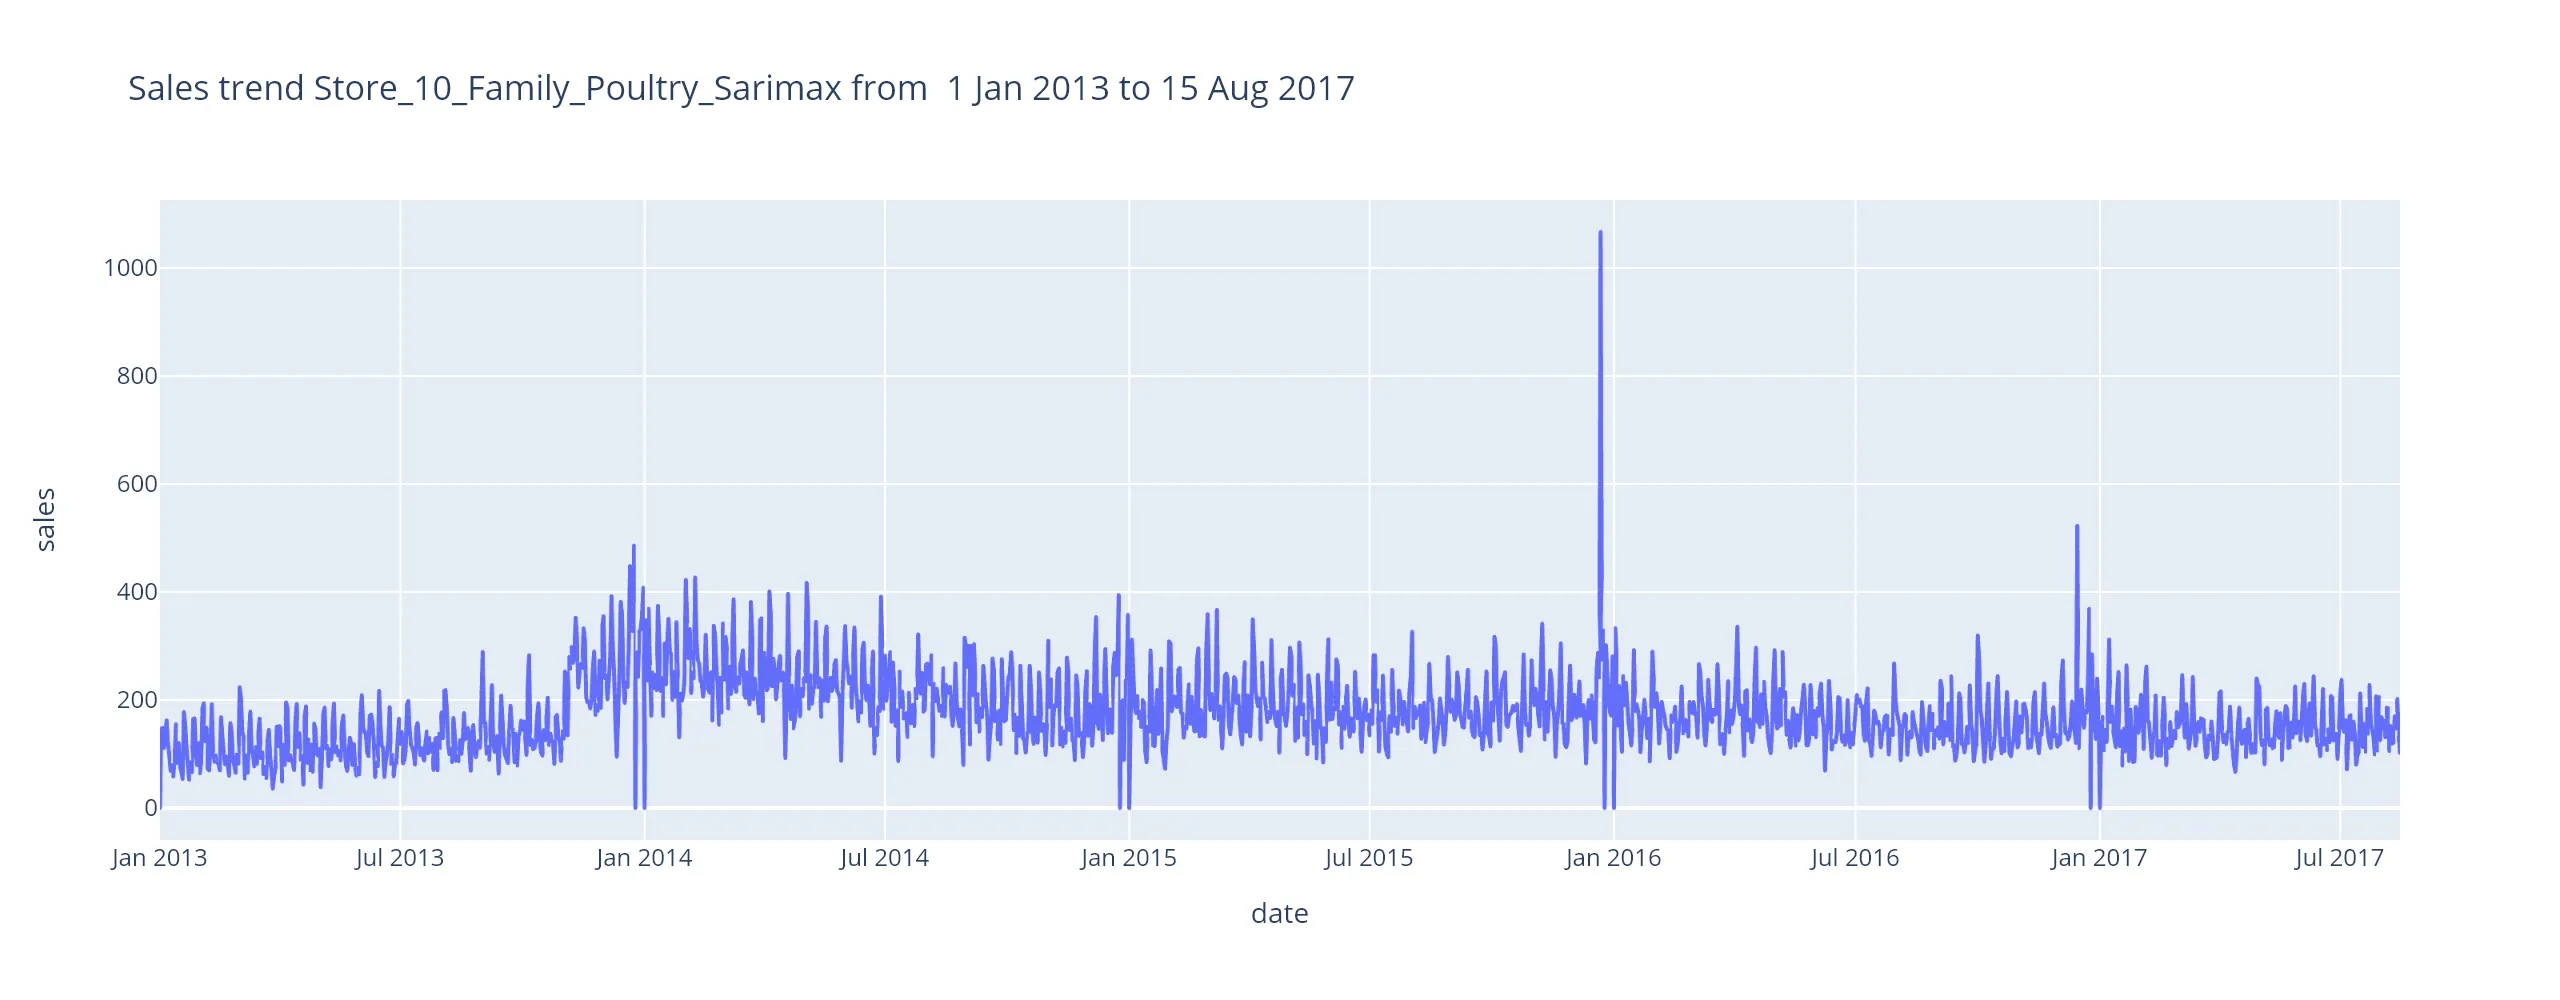 Sales trend Store_10_Family_Poultry_Sarimax from  1 Jan 2013 to 15 Aug 2017
1000
800
600
400
200
0
sales
Jan 2013 Jul 2013 Jan 2014 Jul 2014 Jan 2015 Jul 2015 Jan 2016 Jul 2016 Jan 2017 Jul 2017
date